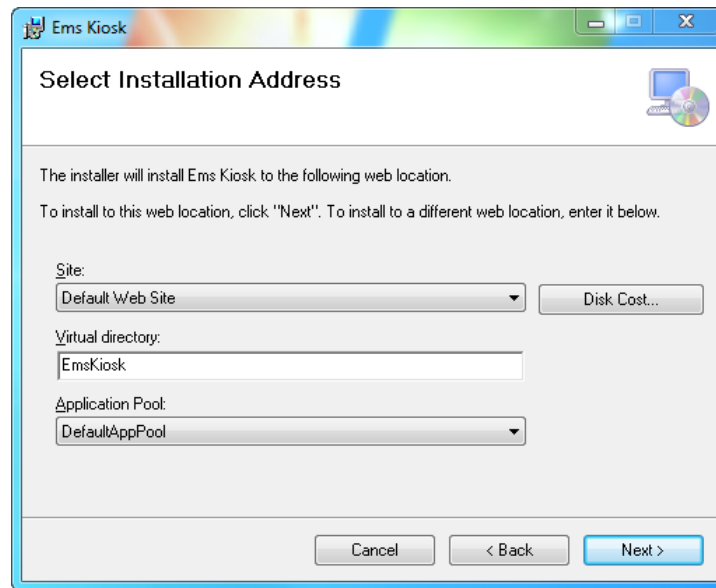 Ems Kiosk
Select Installation Address
The installer will install Ems Kiosk to the following web location.
To install to this web location, click "Next". To install to a different web location, enter it below.
Site:
Default Web Site
Disk Cost...
Virtual directory:
EmsKiosk
Application Pool:
DefaultAppPool
Cancel
< Back
Next >